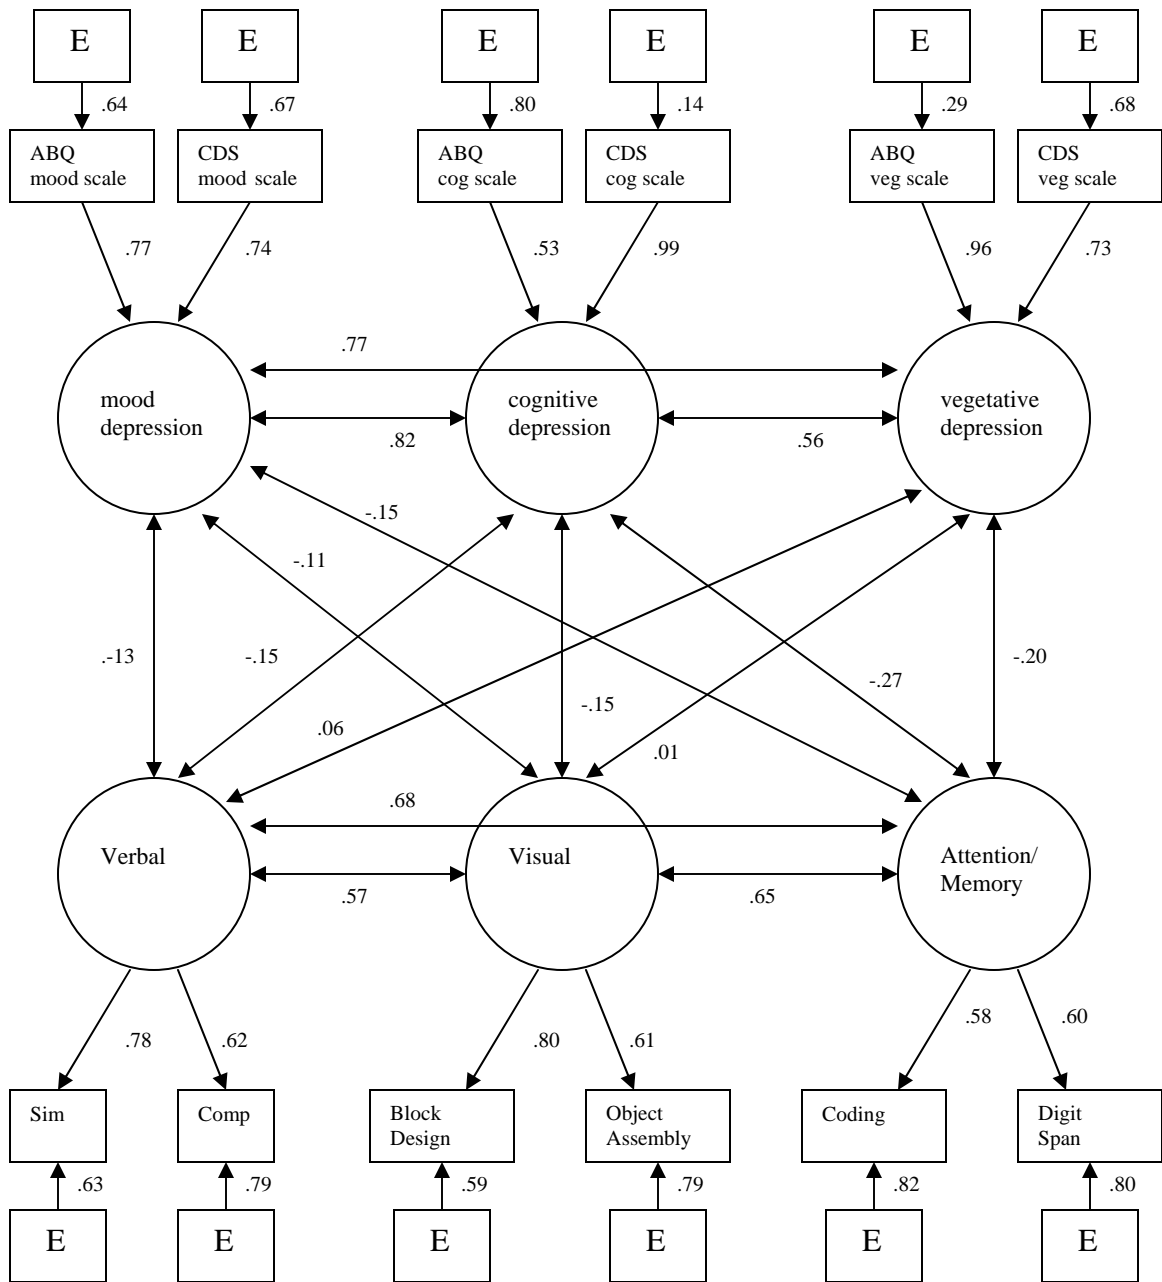 E E E E E E
.64 .67 .80 .14 .29 .68
ABQ CDS ABQ CDS ABQ CDS
mood scale mood scale cog scale cog scale veg scale veg scale
.77 .74 .53 .99 .96 .73
.77
mood cognitive vegetative
depression depression depression
.82 .56
-.15
-.11
.-13 -.15 -.27 -.20
-.15
.06 .01
.68
Verbal Visual Attention/
Memory
.57 .65
.78 .62 .80 .61 .58 .60
Sim Comp Block Object Coding Digit
Design Assembly Span
.63 .79 .59 .79 .82 .80
E E E E E E